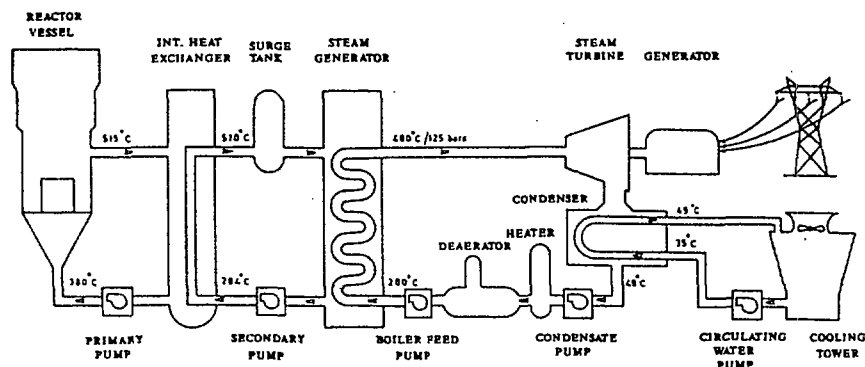 REACTOR
VESSEL
INT. HEAT
EXCHANGER
SURGE
TANK
STEAM
GENERATOR
STEAM
TURBINE
GENERATOR
515°C
510°C
480°C/125 bars
CONDENSER
HEATER
DEAERATOR
45°C
35°C
380°C
284°C
280°C
48°C
PRIMARY
PUMP
SECONDARY
PUMP
BOILER FEED
PUMP
CONDENSATE
PUMP
CIRCULATING
WATER
PUMP
COOLING
TOWER